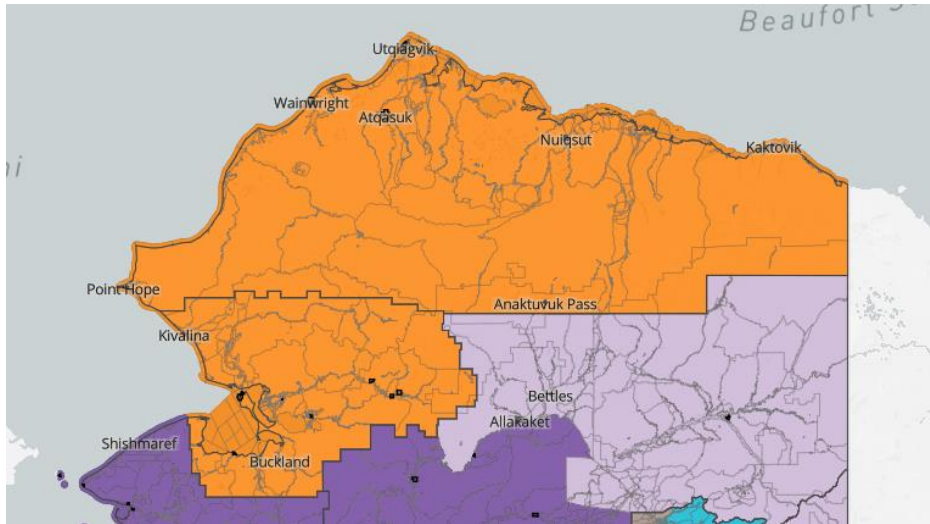 Beaufort
Utqiagvik
Wainwright
Atqasuk
Nuiqsut
Kaktovik
Point Hope
Anaktuvuk Pass
Kivalina
Bettles
Allakaket
Shishmaref
Buckland